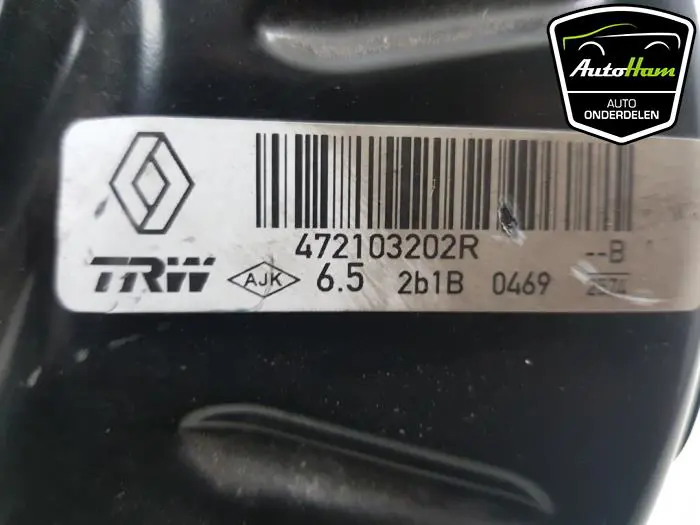 AutoHam
AUTO
ONDERDELEN
472103202R --B
TRW AJK 6.5 2b1B 0469